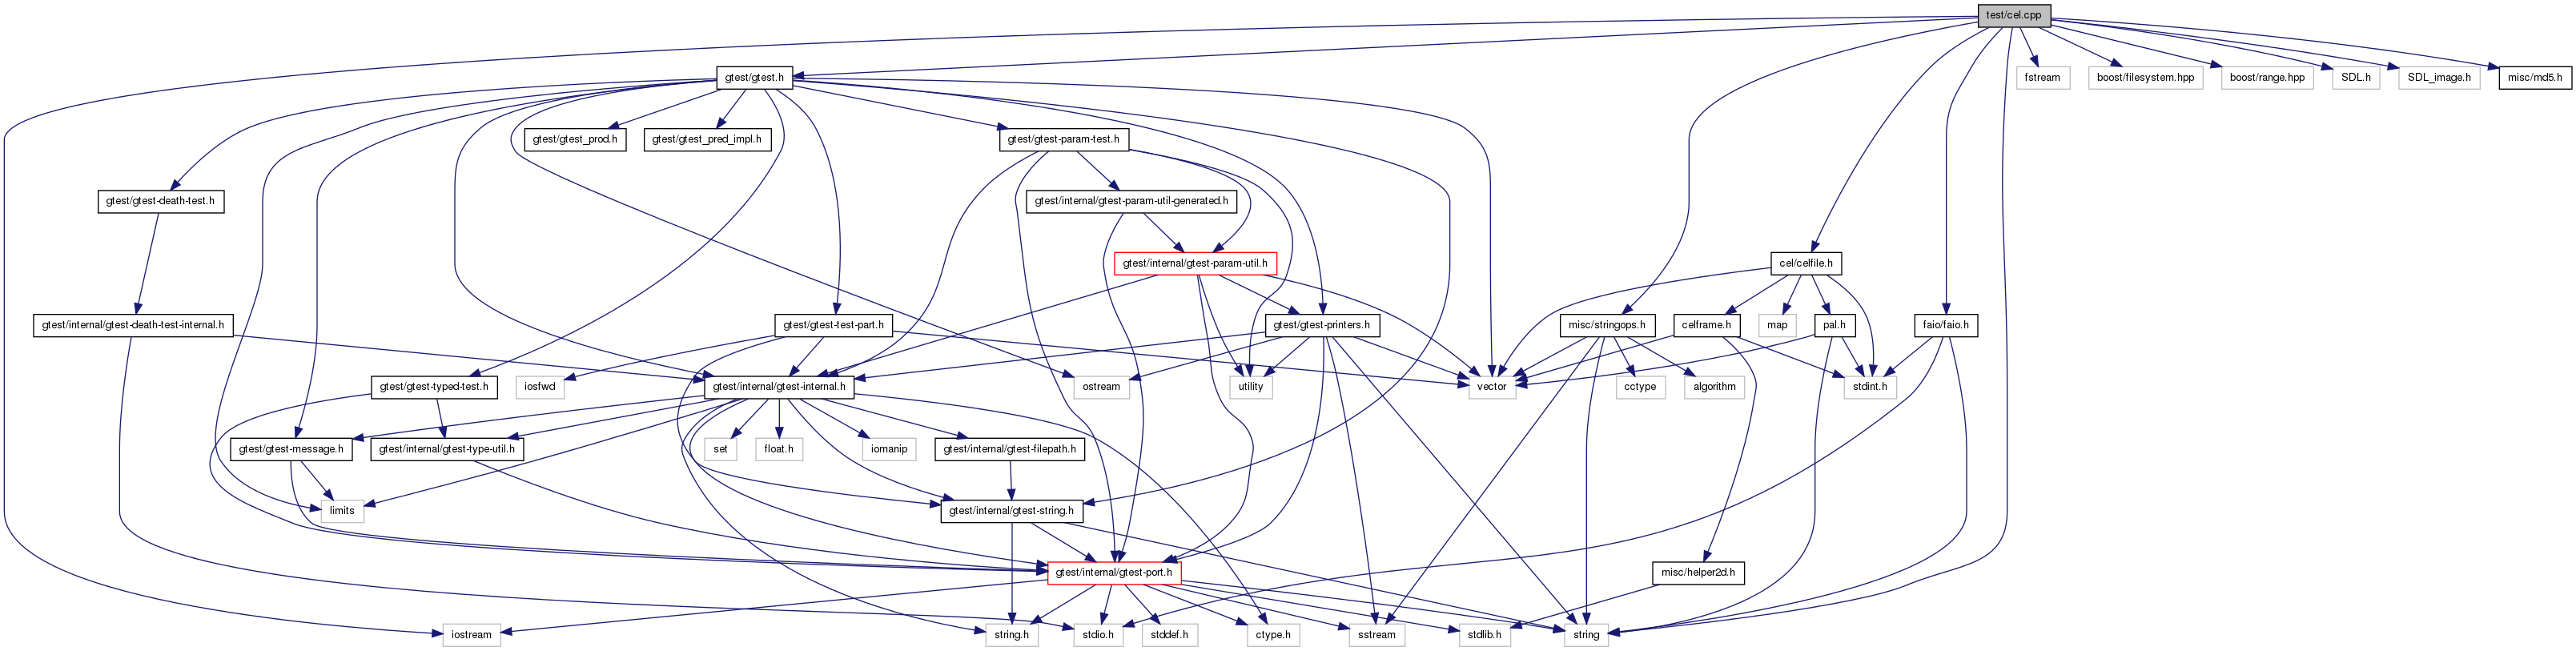 test/cel.cpp
gtest/gtest.h
fstream
boost/filesystem.hpp
boost/range.hpp
SDL.h
SDL_image.h
misc/md5.h
gtest/gtest_prod.h
gtest/gtest_pred_impl.h
gtest/gtest-param-test.h
gtest/gtest-death-test.h
gtest/internal/gtest-param-util-generated.h
gtest/internal/gtest-param-util.h
cel/celfile.h
gtest/internal/gtest-death-test-internal.h
gtest/gtest-test-part.h
gtest/gtest-printers.h
misc/stringops.h
celframe.h
map
pal.h
faio/faio.h
gtest/gtest-typed-test.h
iosfwd
gtest/internal/gtest-internal.h
ostream
utility
vector
cctype
algorithm
stdint.h
gtest/gtest-message.h
gtest/internal/gtest-type-util.h
set
float.h
iomanip
gtest/internal/gtest-filepath.h
limits
gtest/internal/gtest-string.h
gtest/internal/gtest-port.h
misc/helper2d.h
iostream
string.h
stdio.h
stddef.h
ctype.h
sstream
stdlib.h
string